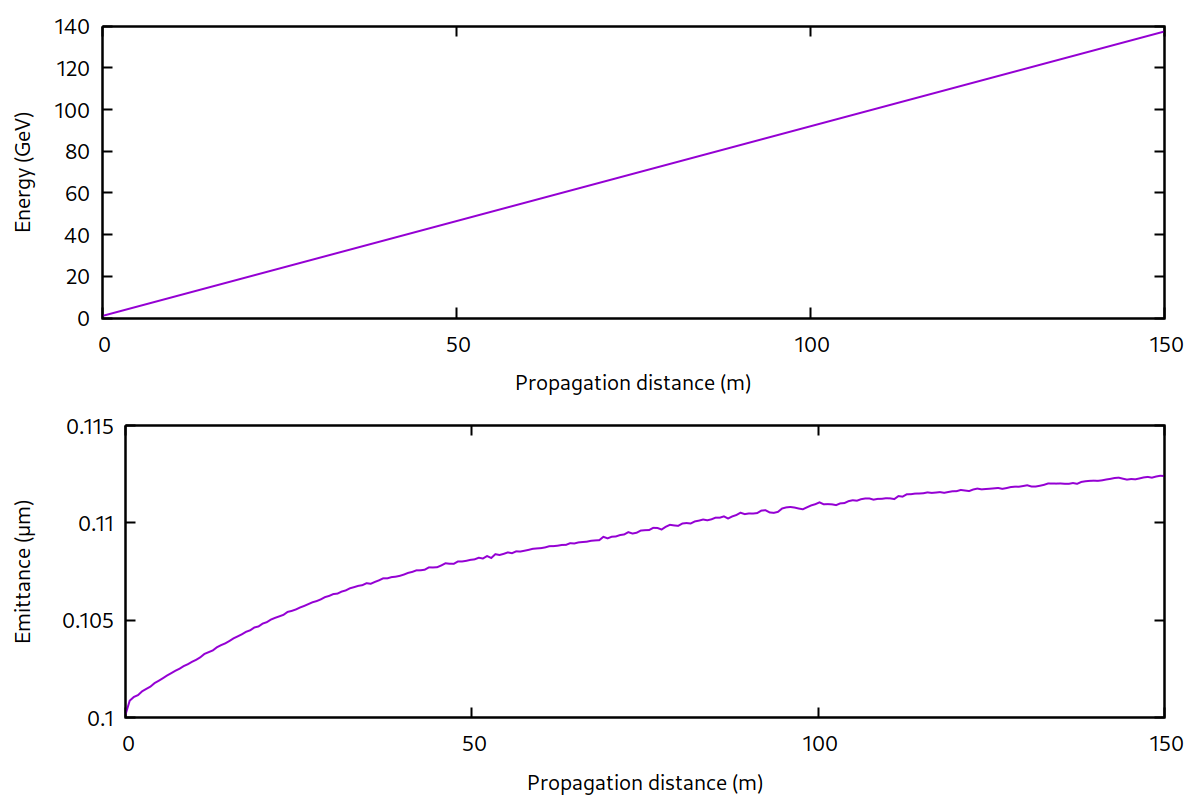 140
120
100
80
60
40
20
0
Energy (GeV)
0 50 100 150
Propagation distance (m)
0.115
0.11
0.105
0.1
Emittance (μm)
0 50 100 150
Propagation distance (m)